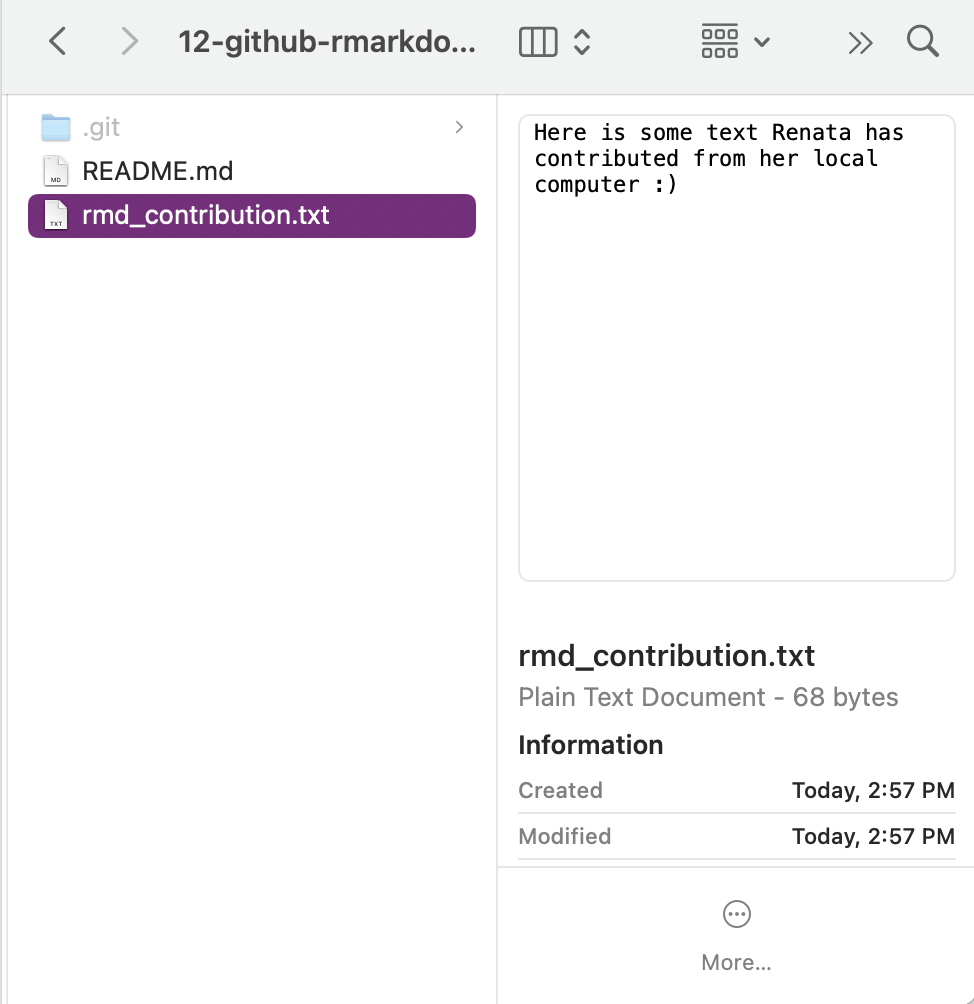 12-github-rmarkdo...
.git
README.md
rmd_contribution.txt
Here is some text Renata has
contributed from her local
computer :)
rmd_contribution.txt
Plain Text Document - 68 bytes
Information
Created Today, 2:57 PM
Modified Today, 2:57 PM
More...